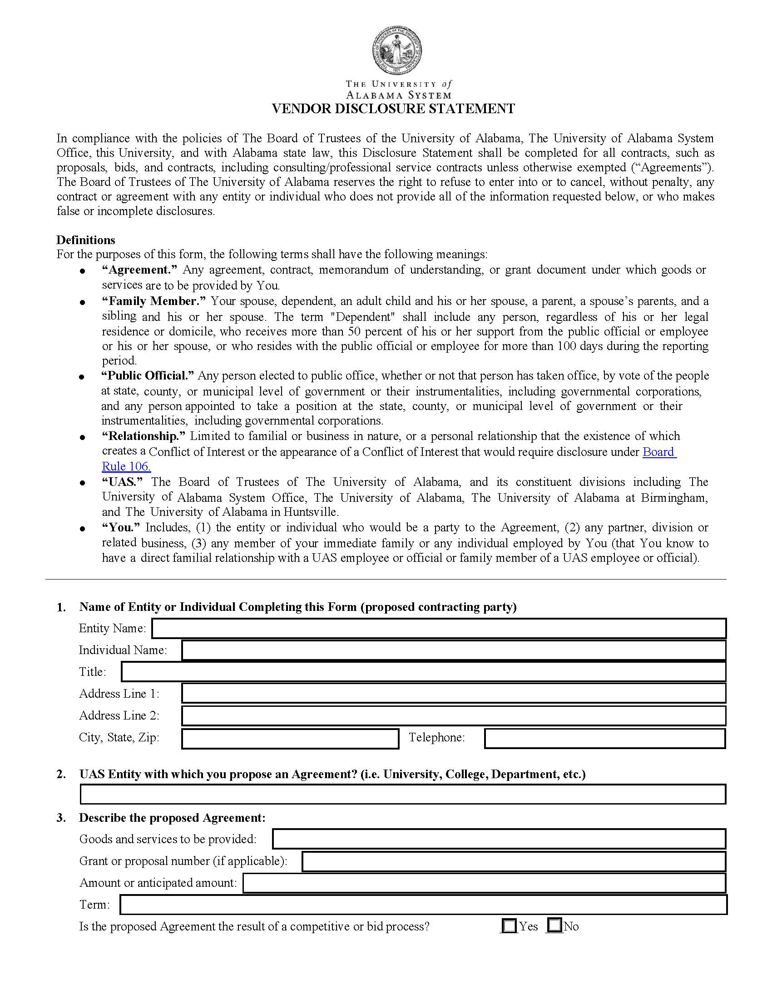 THE BOARD OF TRUSTEES OF THE UNIVERSITY OF ALABAMA
1831
THE UNIVERSITY of
ALABAMA SYSTEM
VENDOR DISCLOSURE STATEMENT
In compliance with the policies of The Board of Trustees of the University of Alabama, The University of Alabama System
Office, this University, and with Alabama state law, this Disclosure Statement shall be completed for all contracts, such as
proposals, bids, and contracts, including consulting/professional service contracts unless otherwise exempted (“Agreements”).
The Board of Trustees of The University of Alabama reserves the right to refuse to enter into or to cancel, without penalty, any
contract or agreement with any entity or individual who does not provide all of the information requested below, or who makes
false or incomplete disclosures.
Definitions
For the purposes of this form, the following terms shall have the following meanings:
● “Agreement.” Any agreement, contract, memorandum of understanding, or grant document under which goods or
services are to be provided by You.
● “Family Member.” Your spouse, dependent, an adult child and his or her spouse, a parent, a spouse’s parents, and a
sibling and his or her spouse. The term "Dependent" shall include any person, regardless of his or her legal
residence or domicile, who receives more than 50 percent of his or her support from the public official or employee
or his or her spouse, or who resides with the public official or employee for more than 100 days during the reporting
period.
● “Public Official.” Any person elected to public office, whether or not that person has taken office, by vote of the people
at state, county, or municipal level of government or their instrumentalities, including governmental corporations,
and any person appointed to take a position at the state, county, or municipal level of government or their
instrumentalities, including governmental corporations.
● “Relationship.” Limited to familial or business in nature, or a personal relationship that the existence of which
creates a Conflict of Interest or the appearance of a Conflict of Interest that would require disclosure under Board
Rule 106.
● “UAS.” The Board of Trustees of The University of Alabama, and its constituent divisions including The
University of Alabama System Office, The University of Alabama, The University of Alabama at Birmingham,
and The University of Alabama in Huntsville.
● “You.” Includes, (1) the entity or individual who would be a party to the Agreement, (2) any partner, division or
related business, (3) any member of your immediate family or any individual employed by You (that You know to
have a direct familial relationship with a UAS employee or official or family member of a UAS employee or official).
1. Name of Entity or Individual Completing this Form (proposed contracting party)
Entity Name:
Individual Name:
Title:
Address Line 1:
Address Line 2:
City, State, Zip: Telephone:
2. UAS Entity with which you propose an Agreement? (i.e. University, College, Department, etc.)
3. Describe the proposed Agreement:
Goods and services to be provided:
Grant or proposal number (if applicable):
Amount or anticipated amount:
Term:
Is the proposed Agreement the result of a competitive or bid process? Yes No